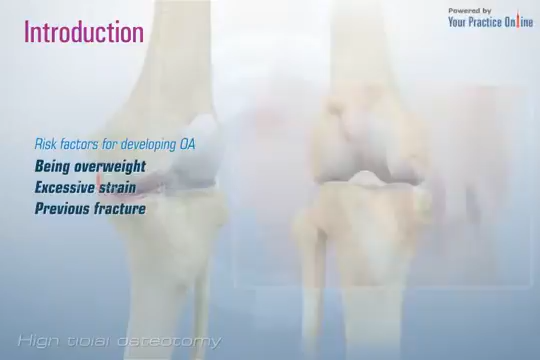 Introduction
Powered by
Your Practice Online
Risk factors for developing OA
Being overweight
Excessive strain
Previous fracture
High tibial osteotomy